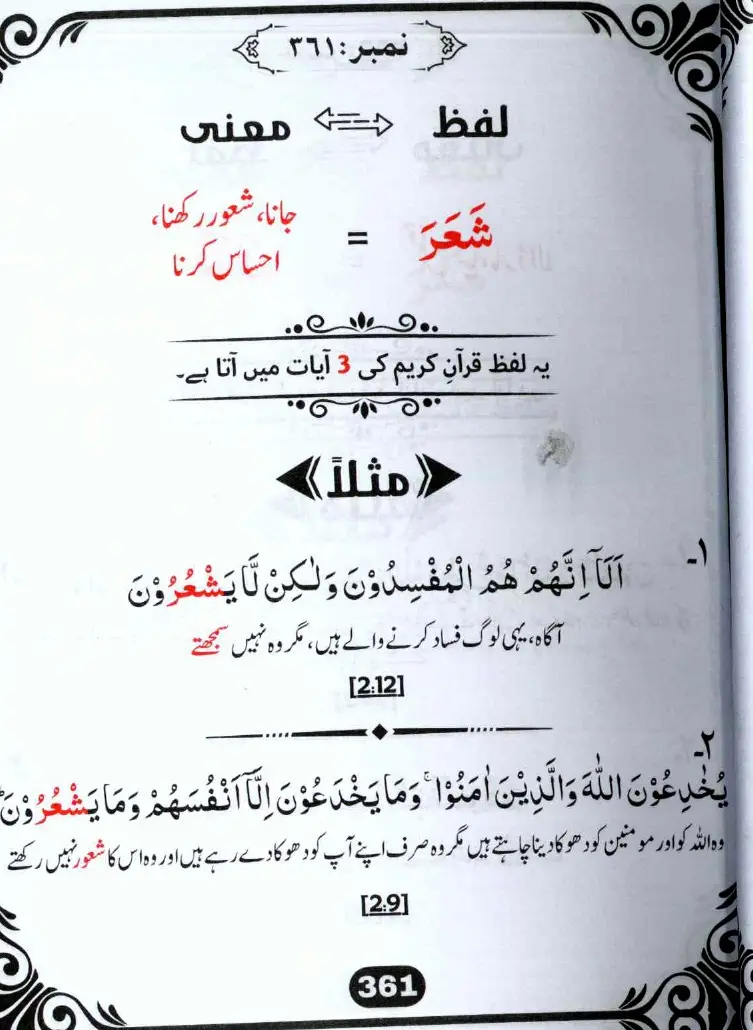 نمبر: ۳۶۱
لفظ ⇐⇒ معنی
شَعَرَ = جانا، شعور رکھنا،
احساس کرنا
یہ لفظ قرآنِ کریم کی 3 آیات میں آتا ہے۔
مثلاً
۱۔ اَلَاۤ اِنَّهُمْ هُمُ الْمُفْسِدُوْنَ وَلٰكِنْ لَّا يَشْعُرُوْنَ
آگاہ، یہی لوگ فساد کرنے والے ہیں، مگر وہ نہیں سمجھتے
[2:12]
۲۔
يُخٰدِعُوْنَ اللّٰهَ وَالَّذِيْنَ اٰمَنُوْا ۚ وَمَا يَخْدَعُوْنَ اِلَّاۤ اَنْفُسَهُمْ وَمَا يَشْعُرُوْنَ ؕ
وہ اللہ کو اور مومنین کو دھوکا دینا چاہتے ہیں مگر وہ صرف اپنے آپ کو دھوکا دے رہے ہیں اور وہ اس کا شعور نہیں رکھتے
[2:9]
361